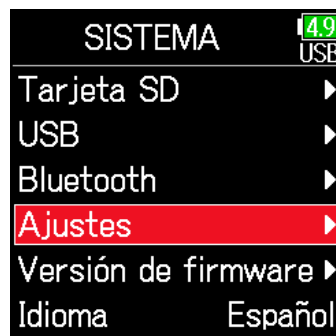 SISTEMA
4.9
USB
Tarjeta SD
USB
Bluetooth
Ajustes
Versión de firmware
Idioma Español